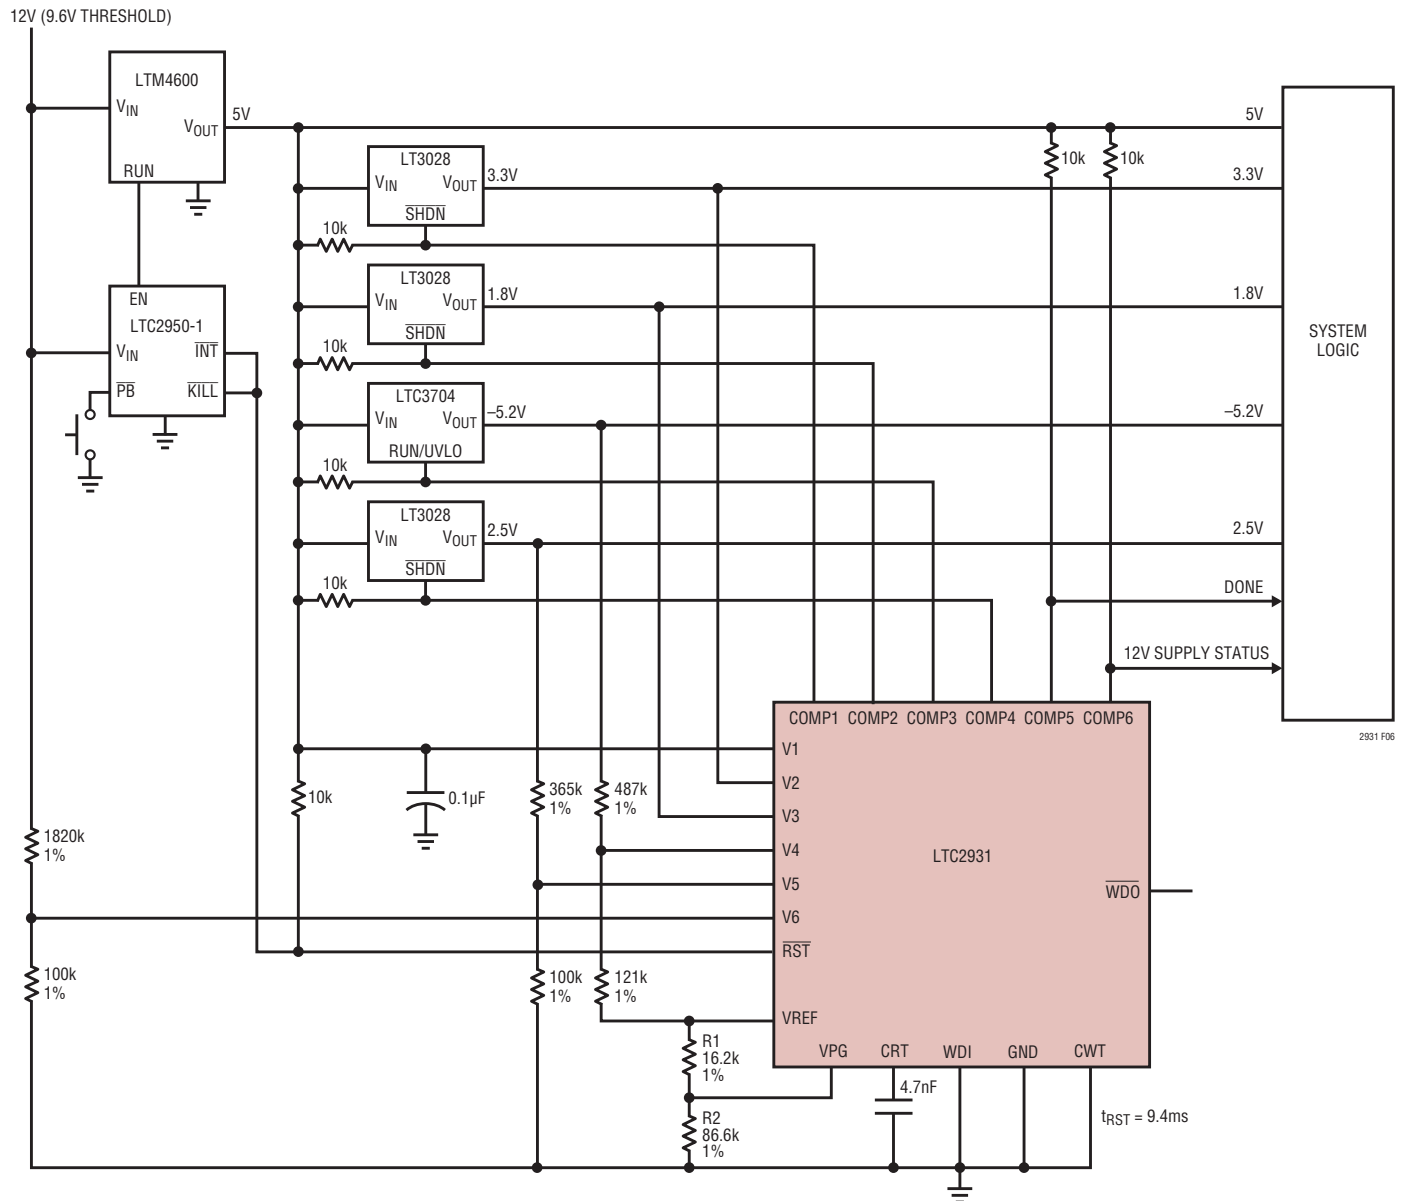 12V (9.6V THRESHOLD)
LTM4600
VIN
VOUT
RUN
5V
LT3028
VIN
VOUT
SHDN
3.3V
10k
LT3028
VIN
VOUT
SHDN
1.8V
10k
EN
LTC2950-1
VIN
INT
PB
KILL
LTC3704
VIN
VOUT
RUN/UVLO
–5.2V
10k
LT3028
VIN
VOUT
SHDN
2.5V
10k
10k
10k
5V
3.3V
1.8V
–5.2V
2.5V
DONE
12V SUPPLY STATUS
SYSTEM
LOGIC
2931 F06
COMP1
COMP2
COMP3
COMP4
COMP5
COMP6
V1
V2
V3
V4
V5
V6
RST
VREF
LTC2931
WDO
VPG
CRT
WDI
GND
CWT
10k
0.1µF
365k
1%
487k
1%
1820k
1%
100k
1%
100k
1%
121k
1%
R1
16.2k
1%
R2
86.6k
1%
4.7nF
tRST = 9.4ms